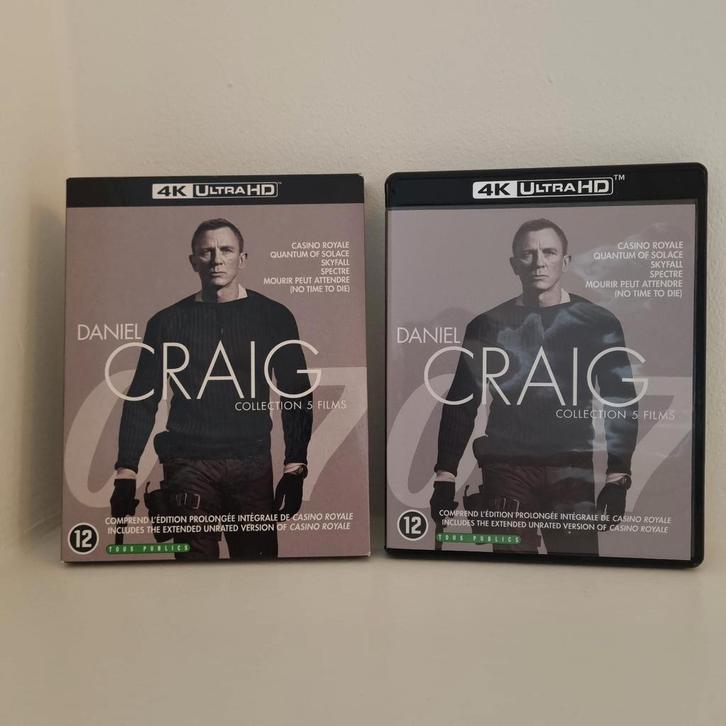 4K ULTRAHD™
CASINO ROYALE
QUANTUM OF SOLACE
SKYFALL
SPECTRE
MOURIR PEUT ATTENDRE
(NO TIME TO DIE)
DANIEL
CRAIG
COLLECTION 5 FILMS
007
COMPREND L'ÉDITION PROLONGÉE INTÉGRALE DE CASINO ROYALE
INCLUDES THE EXTENDED UNRATED VERSION OF CASINO ROYALE
12
TOUS PUBLICS
4K ULTRAHD™
CASINO ROYALE
QUANTUM OF SOLACE
SKYFALL
SPECTRE
MOURIR PEUT ATTENDRE
(NO TIME TO DIE)
DANIEL
CRAIG
COLLECTION 5 FILMS
007
COMPREND L'ÉDITION PROLONGÉE INTÉGRALE DE CASINO ROYALE
INCLUDES THE EXTENDED UNRATED VERSION OF CASINO ROYALE
12
TOUS PUBLICS